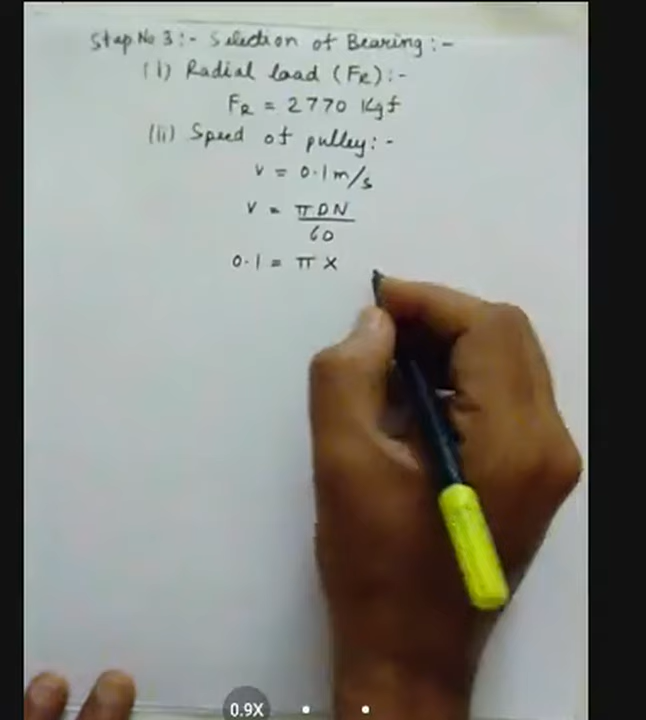 Step No 3:- Selection of Bearing:-
(i) Radial load (FR):-
FR = 2770 Kgf
(ii) Speed of pulley:-
V = 0.1 m/s
V = πDN
60
0.1 = π X
0.9X